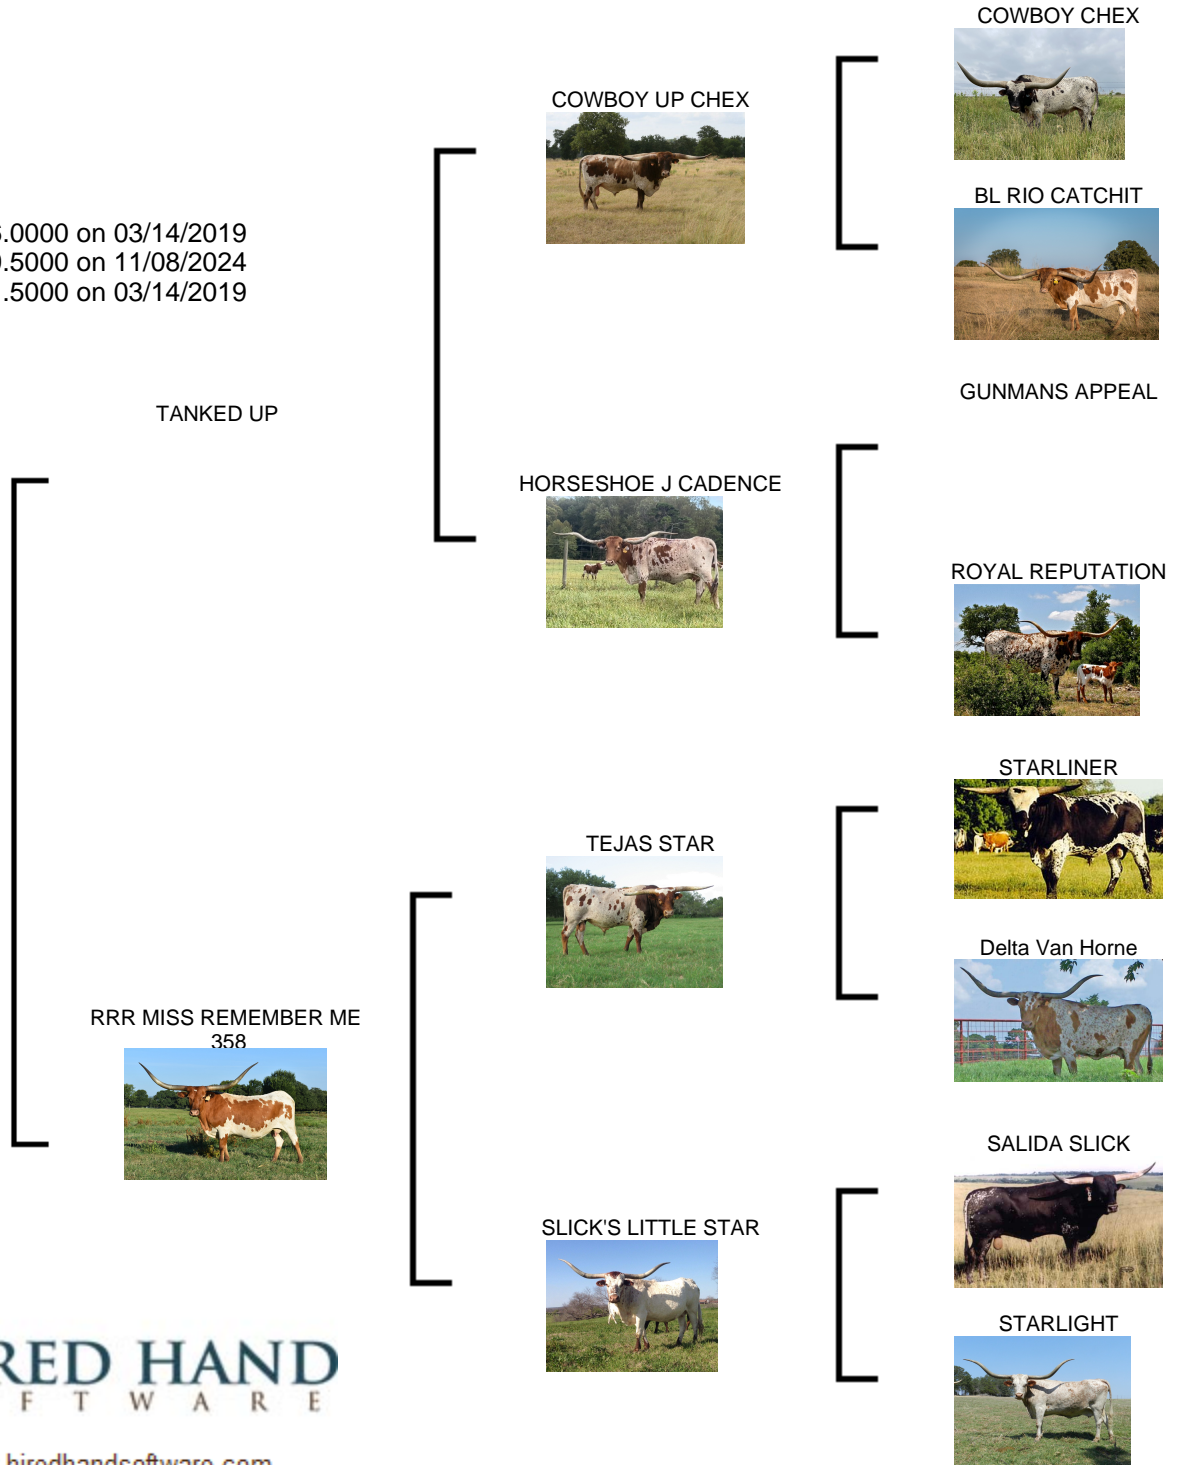 COWBOY CHEX
COWBOY UP CHEX
BL RIO CATCHIT
.0000 on 03/14/2019
.5000 on 11/08/2024
.5000 on 03/14/2019
GUNMANS APPEAL
TANKED UP
HORSESHOE J CADENCE
ROYAL REPUTATION
STARLINER
TEJAS STAR
Delta Van Horne
RRR MISS REMEMBER ME
358
SALIDA SLICK
SLICK'S LITTLE STAR
STARLIGHT
RED HAND
F T W A R E
hiredhandsoftware.com